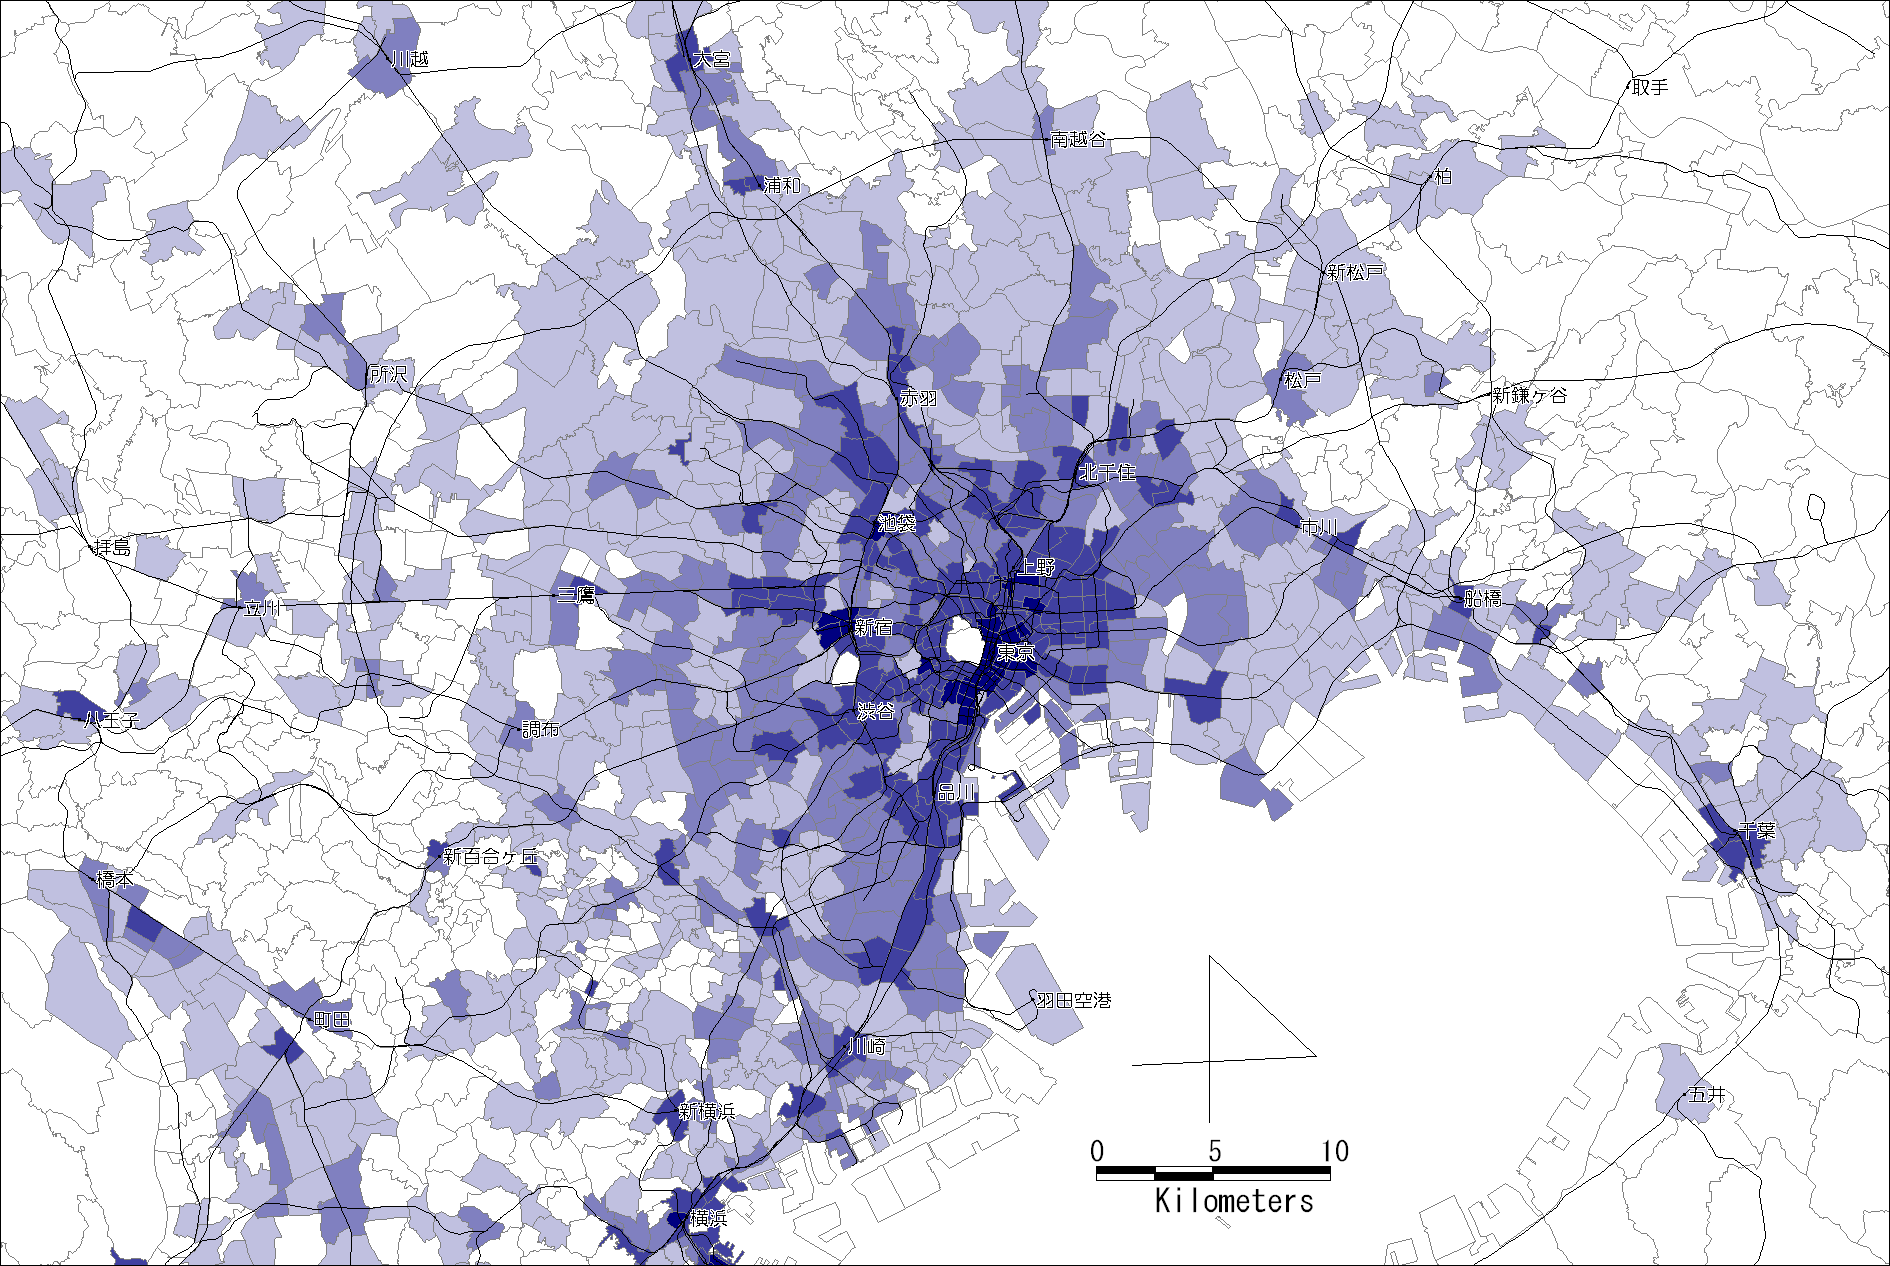 川越
大宮
取手
南越谷
柏
浦和
新松戸
所沢
松戸
赤羽
新鎌ヶ谷
北千住
池袋
市川
拝島
上野
三鷹
船橋
立川
新宿
東京
渋谷
八王子
調布
品川
千葉
新百合ヶ丘
橋本
羽田空港
町田
川崎
五井
新横浜
0 5 10
Kilometers
横浜